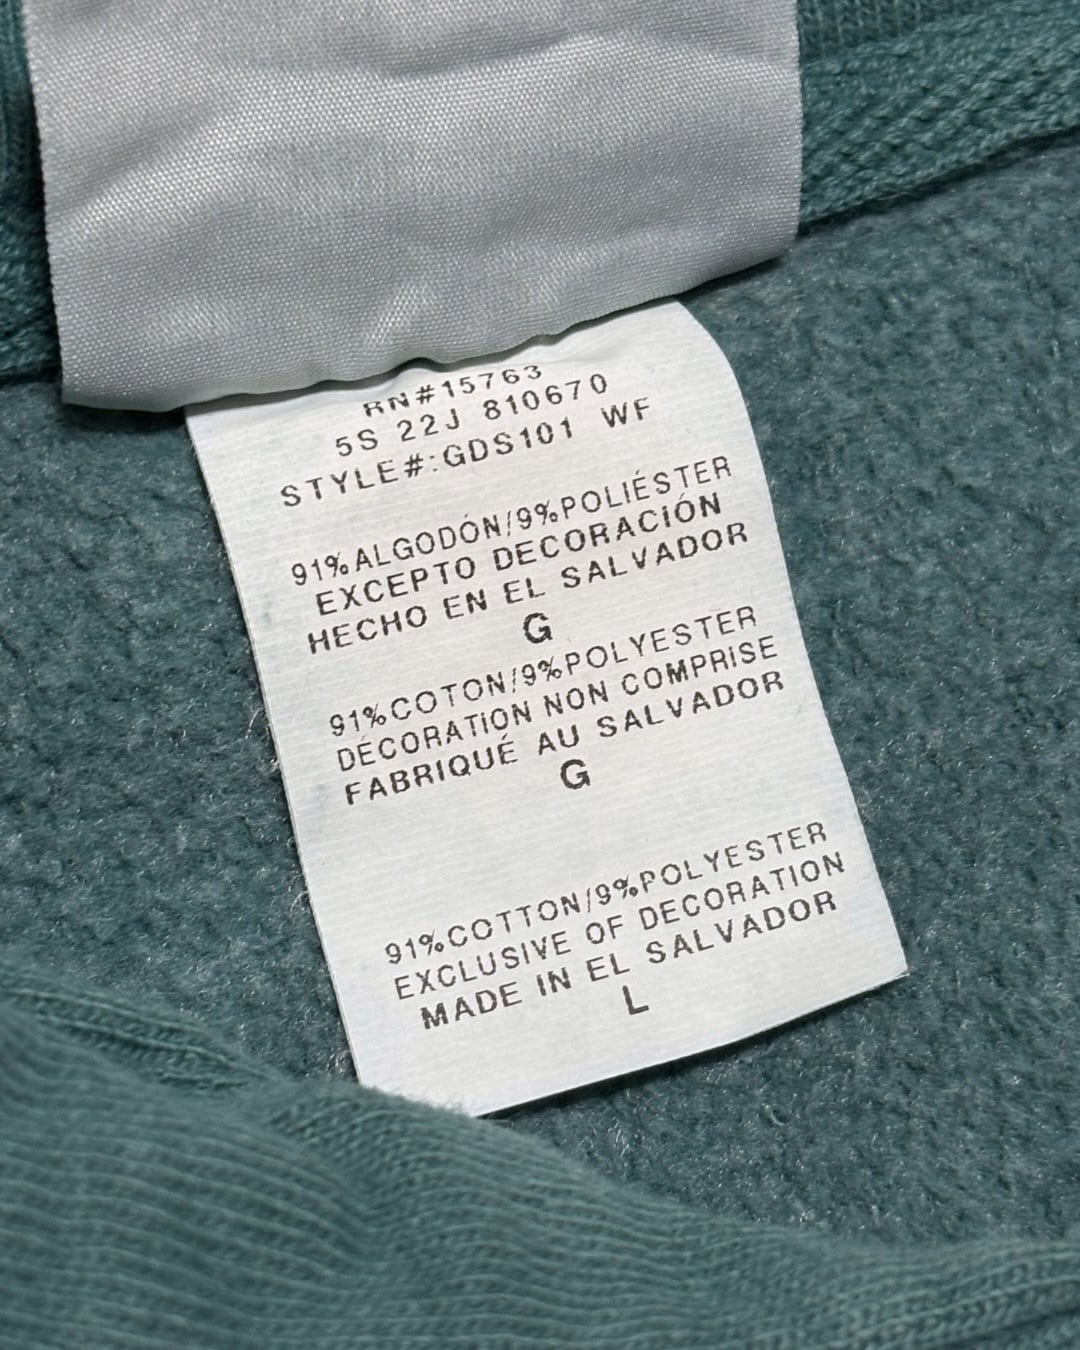 RN#15763
5S 22J 810670
STYLE#:GDS101 WF
91%ALGODÓN/9%POLIÉSTER
EXCEPTO DECORACIÓN
HECHO EN EL SALVADOR
G
91%COTON/9%POLYESTER
DÉCORATION NON COMPRISE
FABRIQUÉ AU SALVADOR
G
91%COTTON/9%POLYESTER
EXCLUSIVE OF DECORATION
MADE IN EL SALVADOR
L